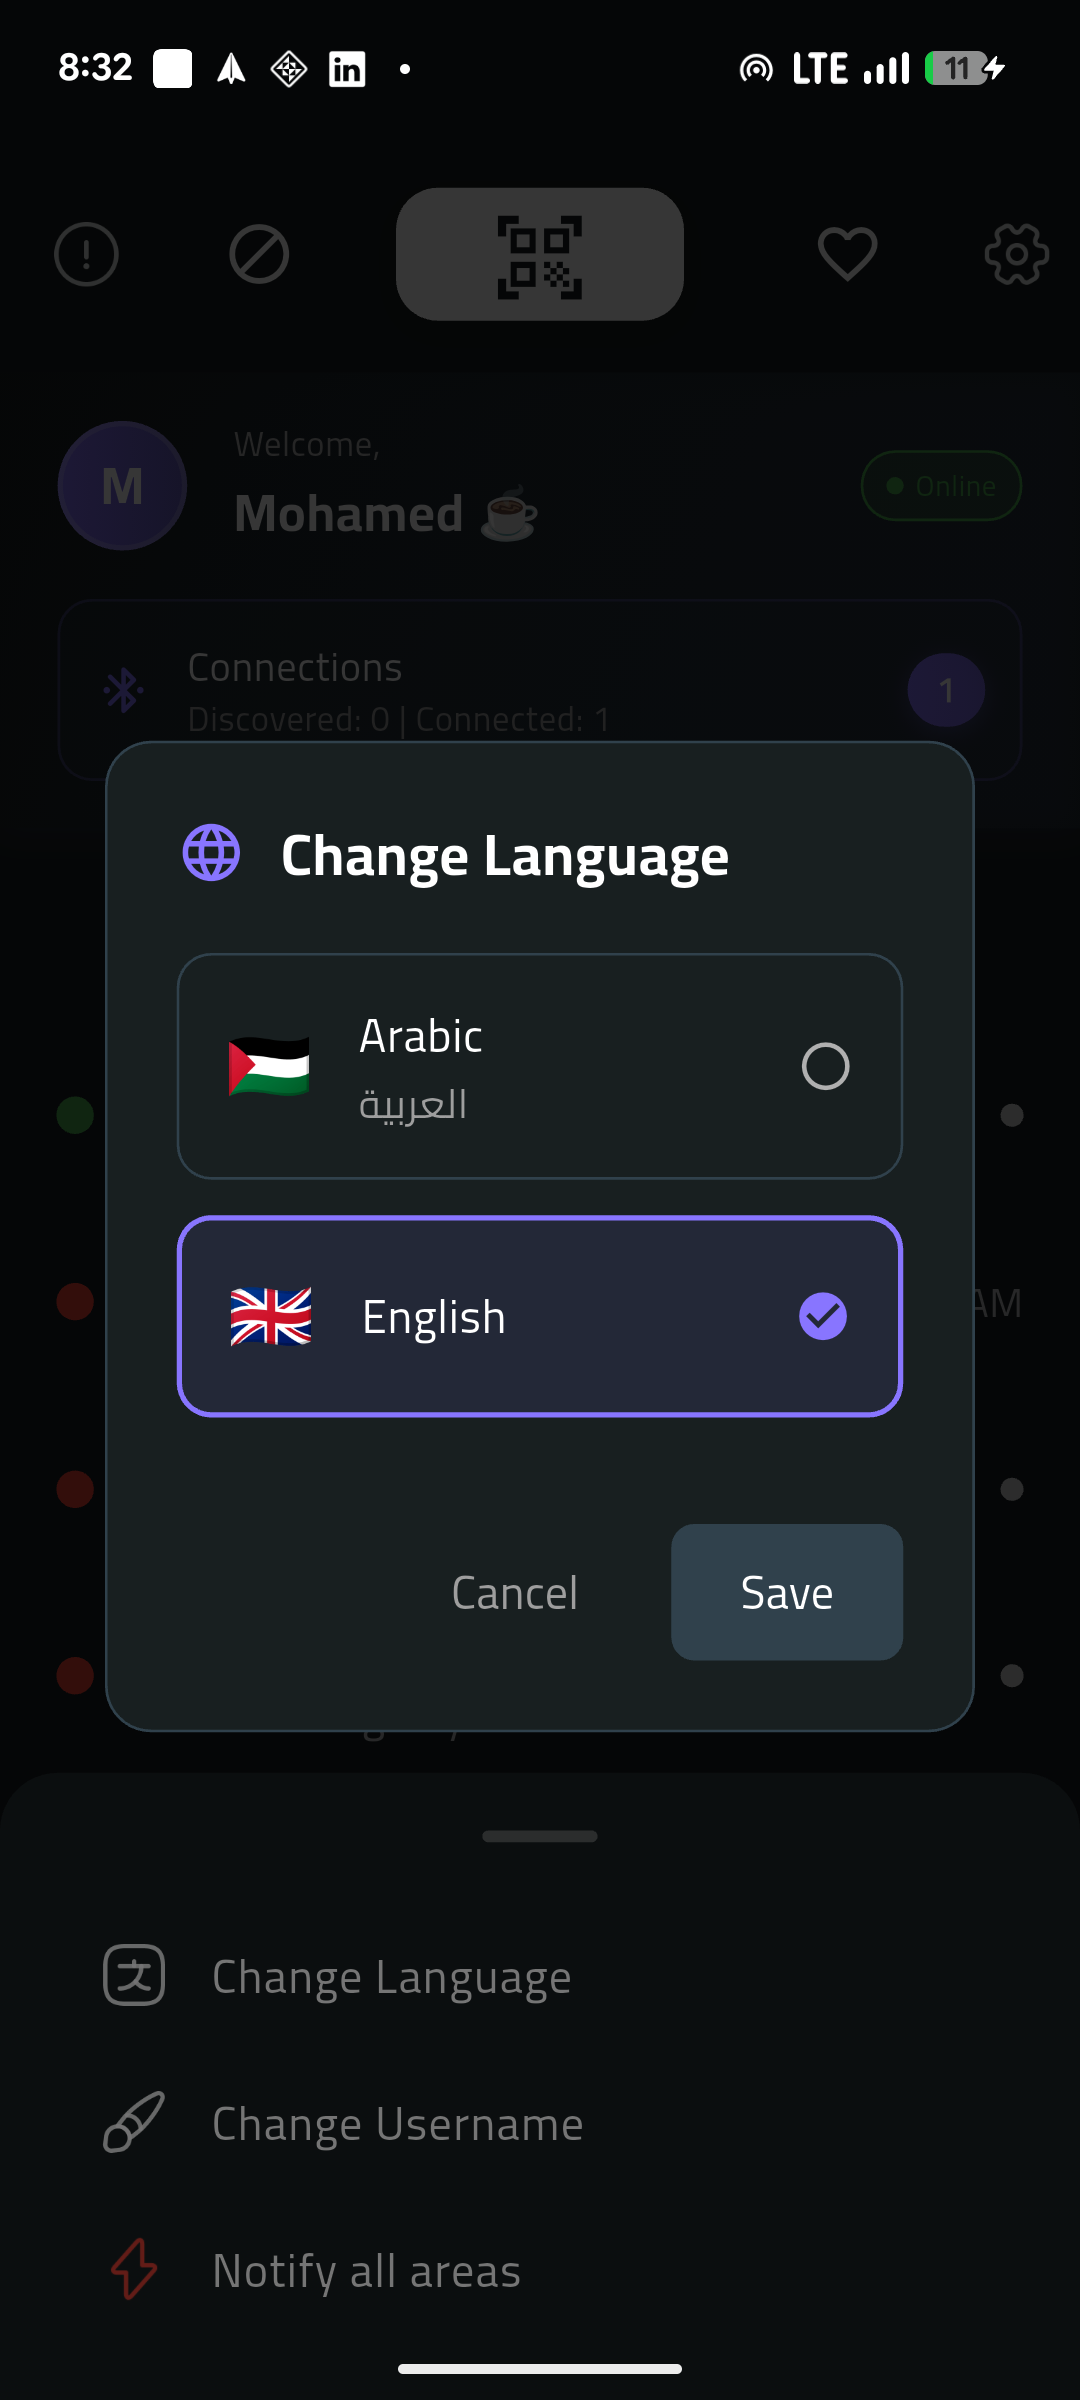 8:32
in
LTE
11
M
Welcome,
Mohamed ☕
Online
Connections
Discovered: 0 | Connected: 1
1
Change Language
Arabic
العربية
English
AM
Cancel
Save
Change Language
Change Username
Notify all areas